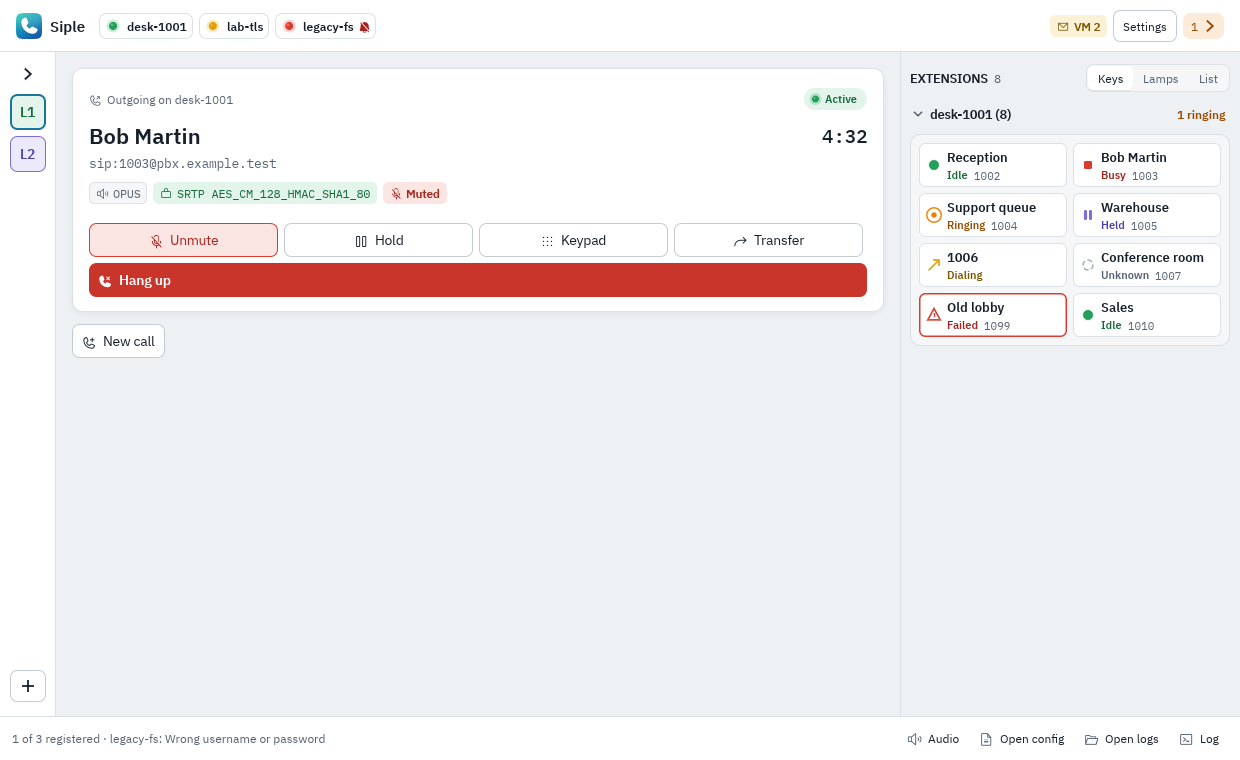 Siple
desk-1001
lab-tls
legacy-fs
VM 2
Settings
1
L1
L2
Outgoing on desk-1001
Active
Bob Martin
4:32
sip:1003@pbx.example.test
OPUS
SRTP AES_CM_128_HMAC_SHA1_80
Muted
Unmute
Hold
Keypad
Transfer
Hang up
New call
EXTENSIONS 8
Keys
Lamps
List
desk-1001 (8)
1 ringing
Reception
Idle 1002
Bob Martin
Busy 1003
Support queue
Ringing 1004
Warehouse
Held 1005
1006
Dialing
Conference room
Unknown 1007
Old lobby
Failed 1099
Sales
Idle 1010
1 of 3 registered · legacy-fs: Wrong username or password
Audio
Open config
Open logs
Log